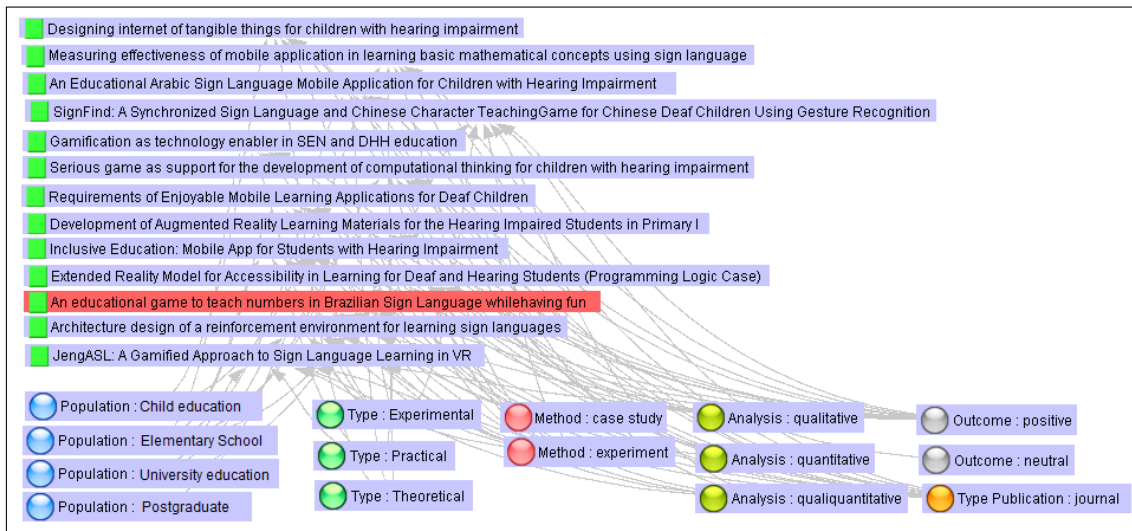 Designing internet of tangible things for children with hearing impairment
Measuring effectiveness of mobile application in learning basic mathematical concepts using sign language
An Educational Arabic Sign Language Mobile Application for Children with Hearing Impairment
SignFind: A Synchronized Sign Language and Chinese Character TeachingGame for Chinese Deaf Children Using Gesture Recognition
Gamification as technology enabler in SEN and DHH education
Serious game as support for the development of computational thinking for children with hearing impairment
Requirements of Enjoyable Mobile Learning Applications for Deaf Children
Development of Augmented Reality Learning Materials for the Hearing Impaired Students in Primary I
Inclusive Education: Mobile App for Students with Hearing Impairment
Extended Reality Model for Accessibility in Learning for Deaf and Hearing Students (Programming Logic Case)
An educational game to teach numbers in Brazilian Sign Language whilehaving fun
Architecture design of a reinforcement environment for learning sign languages
JengASL: A Gamified Approach to Sign Language Learning in VR
Population : Child education
Population : Elementary School
Population : University education
Population : Postgraduate
Type : Experimental
Type : Practical
Type : Theoretical
Method : case study
Method : experiment
Analysis : qualitative
Analysis : quantitative
Analysis : qualiquantitative
Outcome : positive
Outcome : neutral
Type Publication : journal